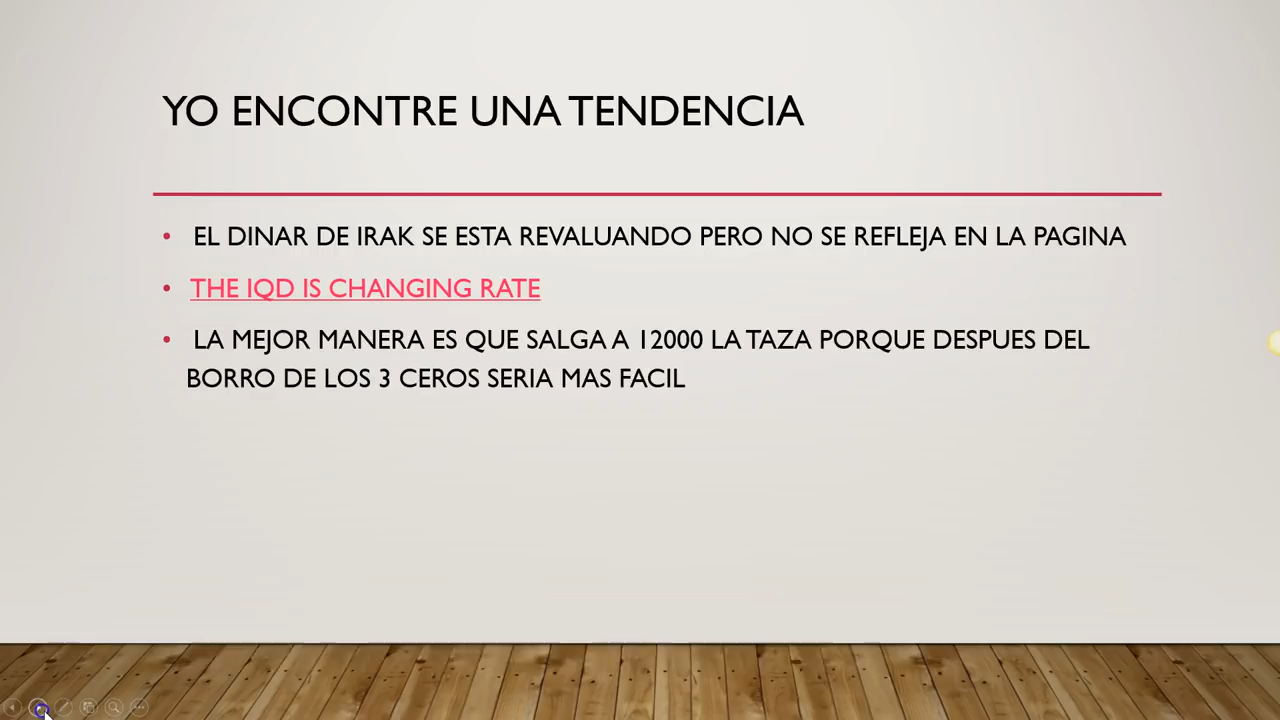 YO ENCONTRE UNA TENDENCIA
• EL DINAR DE IRAK SE ESTA REVALUANDO PERO NO SE REFLEJA EN LA PAGINA
• THE IQD IS CHANGING RATE
• LA MEJOR MANERA ES QUE SALGA A 12000 LA TAZA PORQUE DESPUES DEL
BORRO DE LOS 3 CEROS SERIA MAS FACIL